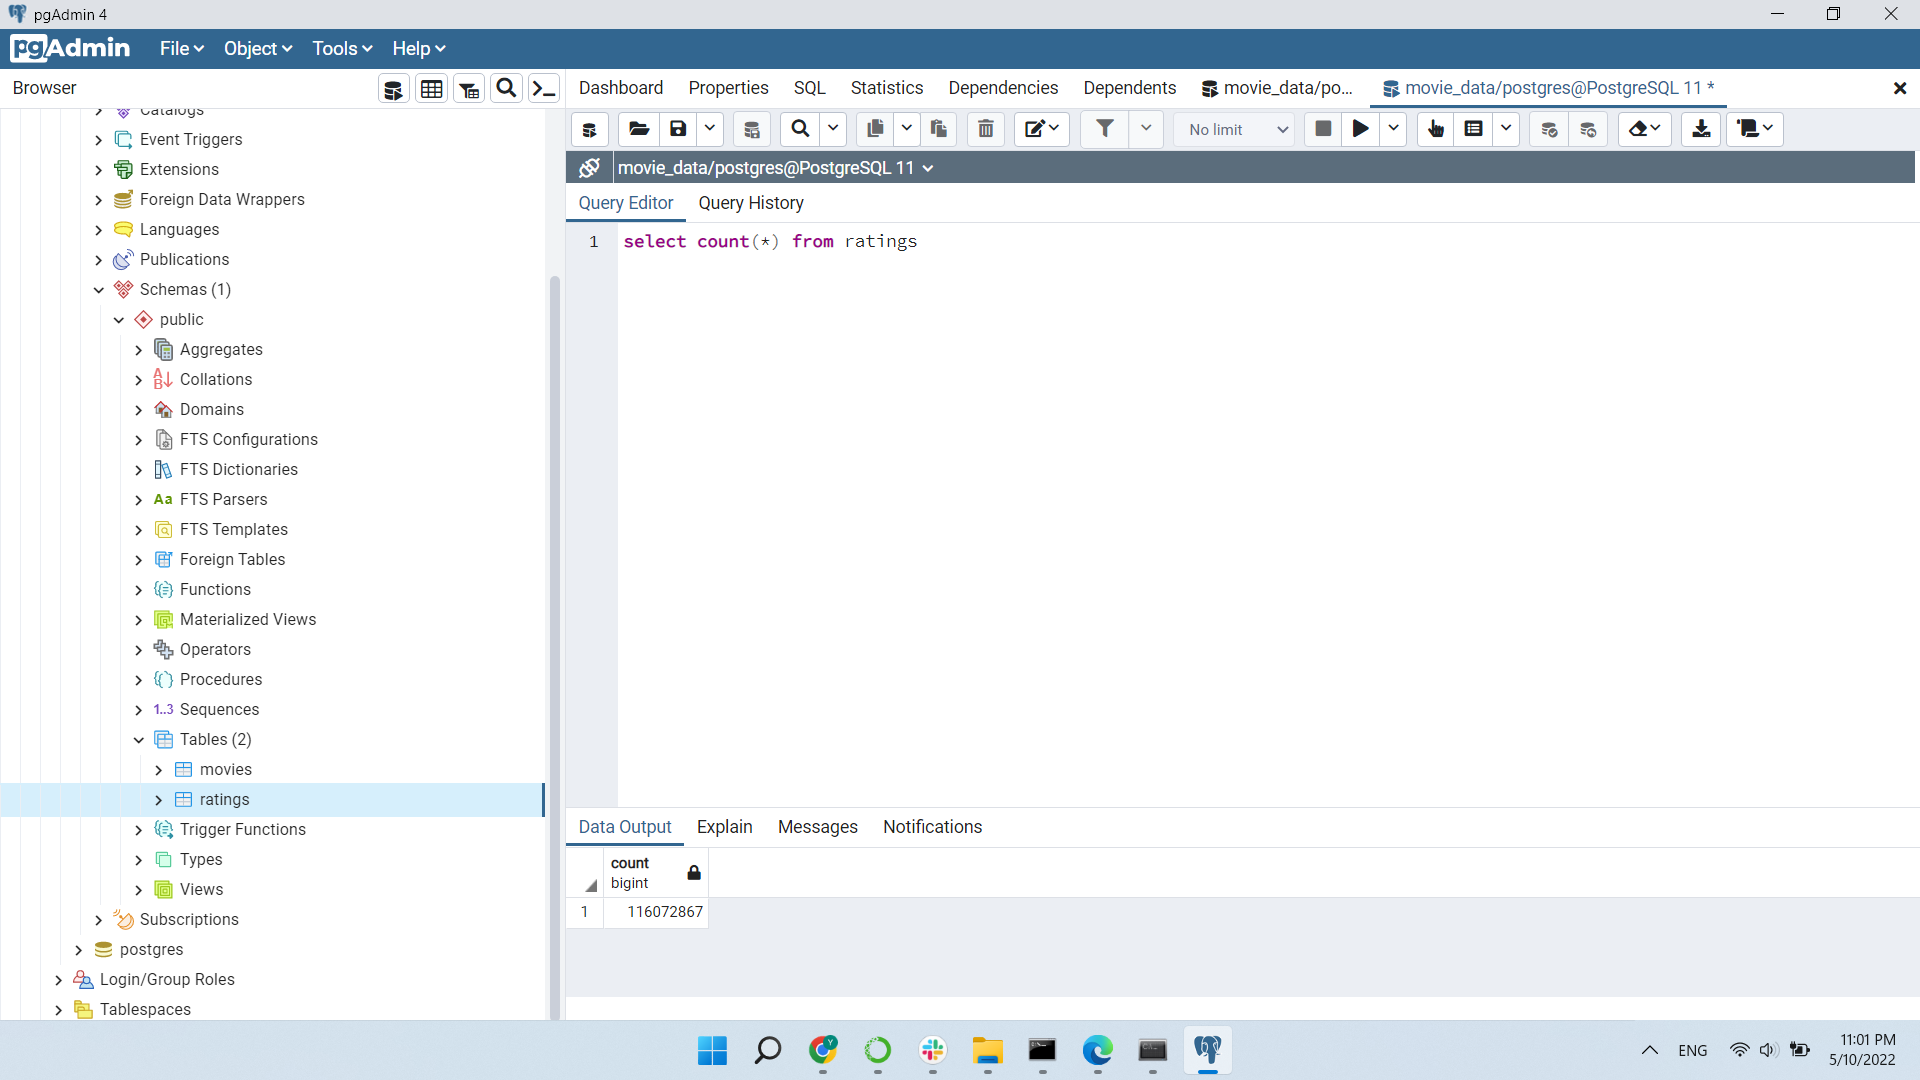 pgAdmin 4
pgAdmin File Object Tools Help
Browser
Dashboard Properties SQL Statistics Dependencies Dependents movie_data/po... movie_data/postgres@PostgreSQL 11 *
No limit
movie_data/postgres@PostgreSQL 11
Query Editor Query History
1 select count(*) from ratings
Catalogs
Event Triggers
Extensions
Foreign Data Wrappers
Languages
Publications
Schemas (1)
public
Aggregates
Collations
Domains
FTS Configurations
FTS Dictionaries
Aa FTS Parsers
FTS Templates
Foreign Tables
Functions
Materialized Views
Operators
Procedures
1..3 Sequences
Tables (2)
movies
ratings
Trigger Functions
Types
Views
Subscriptions
postgres
Login/Group Roles
Tablespaces
Data Output Explain Messages Notifications
count
bigint
1 116072867
ENG
11:01 PM
5/10/2022